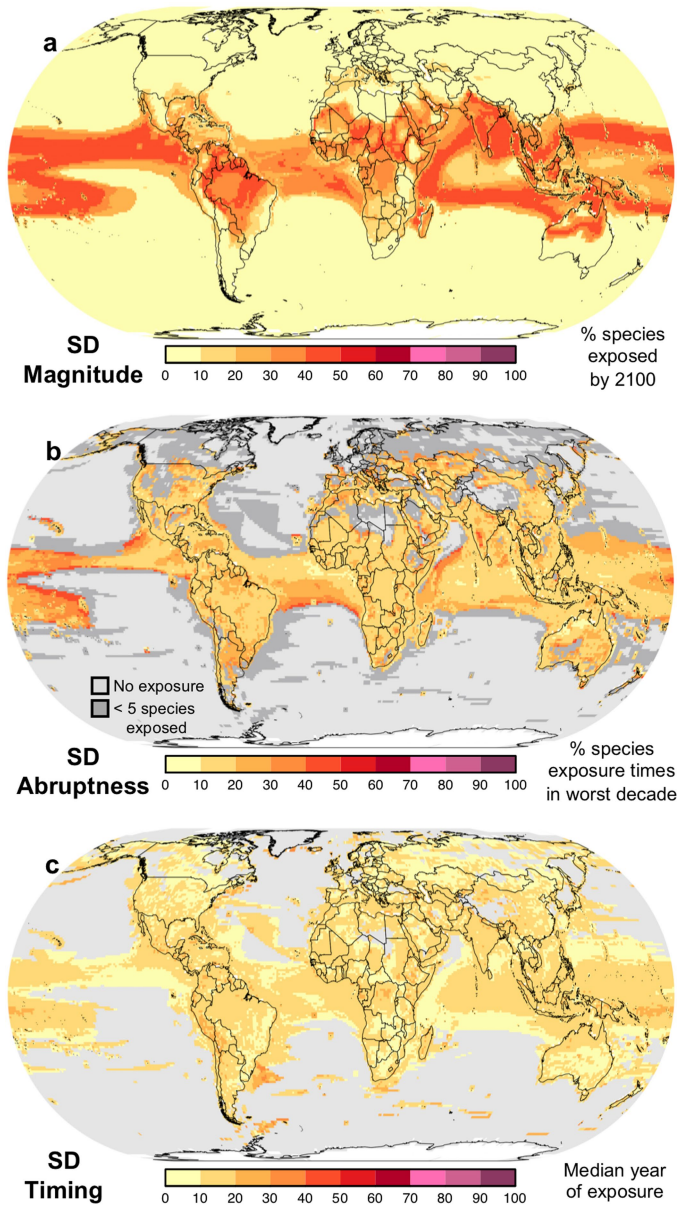 a
SD
Magnitude
0 10 20 30 40 50 60 70 80 90 100
% species
exposed
by 2100
b
No exposure
< 5 species
exposed
SD
Abruptness
0 10 20 30 40 50 60 70 80 90 100
% species
exposure times
in worst decade
c
SD
Timing
0 10 20 30 40 50 60 70 80 90 100
Median year
of exposure